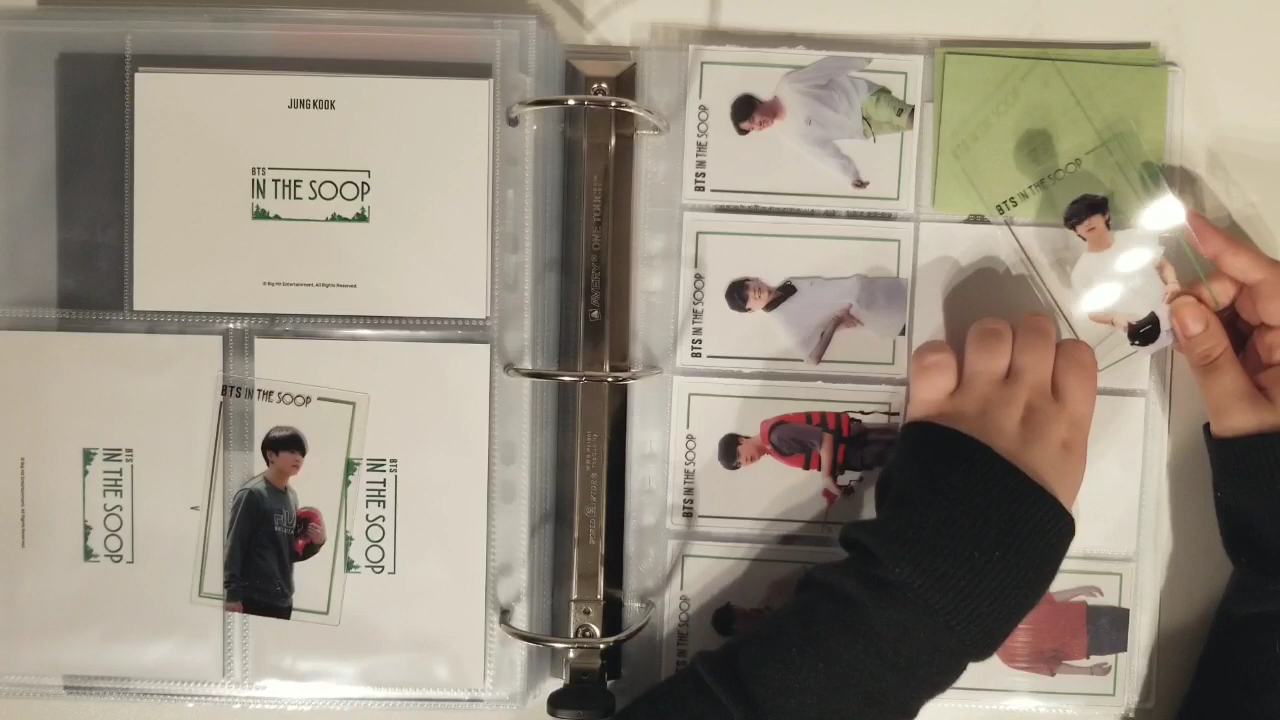 JUNG KOOK
BTS
IN THE SOOP
© Big Hit Entertainment. All Rights Reserved.
BTS
IN THE SOOP
BTS IN THE SOOP
BTS
IN THE SOOP
AVERY® ONE TOUCH™
BTS IN THE SOOP
BTS IN THE SOOP
BTS IN THE SOOP
BTS IN THE SOOP
BTS IN THE SOOP